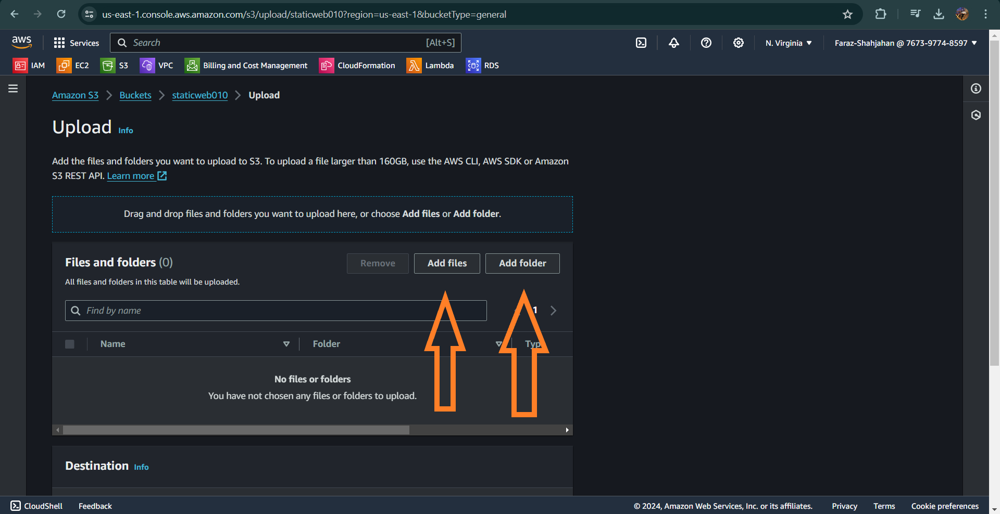 us-east-1.console.aws.amazon.com/s3/upload/staticweb010?region=us-east-1&bucketType=general
aws
Services
Search [Alt+S]
N. Virginia
Faraz-Shahjahan @ 7673-9774-8597
IAM
EC2
S3
VPC
Billing and Cost Management
CloudFormation
Lambda
RDS
Amazon S3
Buckets
staticweb010
Upload
Upload Info
Add the files and folders you want to upload to S3. To upload a file larger than 160GB, use the AWS CLI, AWS SDK or Amazon
S3 REST API. Learn more
Drag and drop files and folders you want to upload here, or choose Add files or Add folder.
Files and folders (0)
Remove
Add files
Add folder
All files and folders in this table will be uploaded.
Find by name
1
Name
Folder
No files or folders
You have not chosen any files or folders to upload.
Destination Info
CloudShell
Feedback
© 2024, Amazon Web Services, Inc. or its affiliates.
Privacy
Terms
Cookie preferences